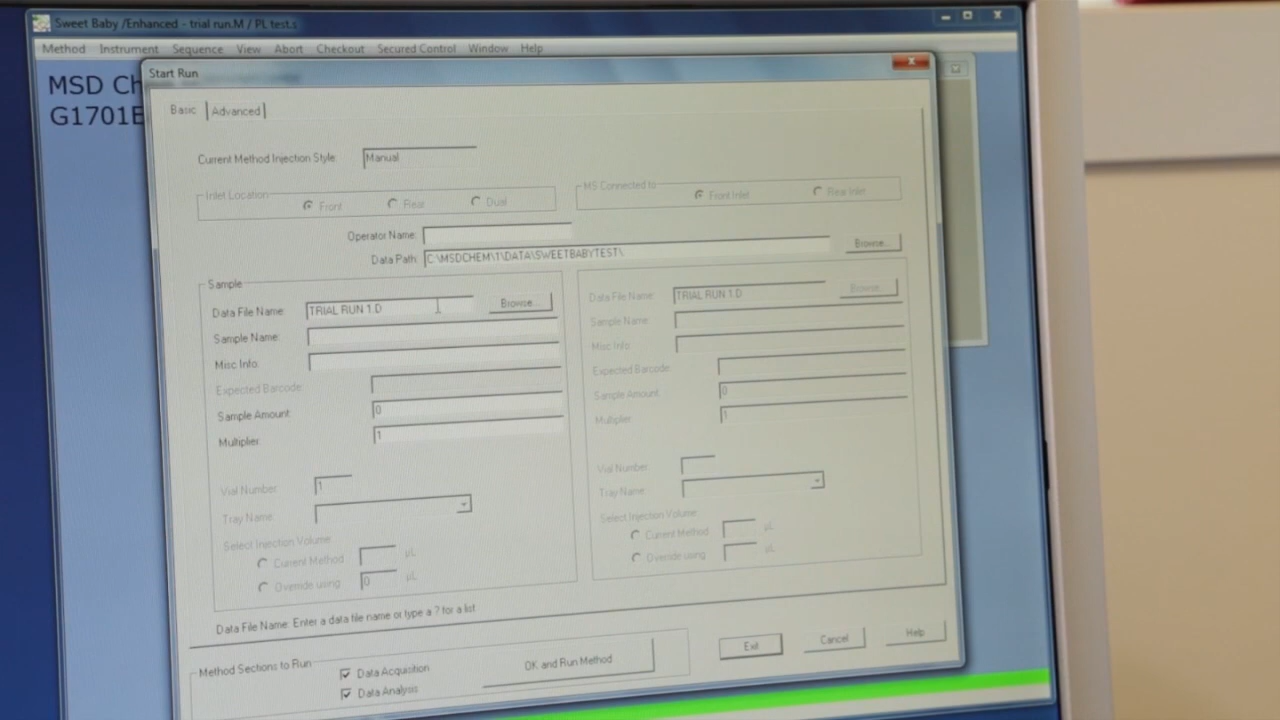 Sweet Baby /Enhanced - trial run.M / PL test.s
Method Instrument Sequence View Abort Checkout Secured Control Window Help
MSD Ch
G1701E
Start Run
Basic Advanced
Current Method Injection Style: Manual
Inlet Location
Front Rear Dual
MS Connected to
Front Inlet Rear Inlet
Operator Name:
Data Path: C:\MSDCHEM\1\DATA\SWEETBABYTEST\ Browse...
Sample
Data File Name: TRIAL RUN 1.D Browse...
Sample Name:
Misc Info:
Expected Barcode:
Sample Amount: 0
Multiplier: 1
Vial Number: 1
Tray Name:
Select Injection Volume:
Current Method µL
Override using 0 µL
Data File Name: TRIAL RUN 1.D Browse...
Sample Name:
Misc Info:
Expected Barcode:
Sample Amount: 0
Multiplier: 1
Vial Number:
Tray Name:
Select Injection Volume:
Current Method µL
Override using µL
Data File Name: Enter a data file name or type a ? for a list
Method Sections to Run
Data Acquisition
Data Analysis
OK and Run Method
Exit Cancel Help